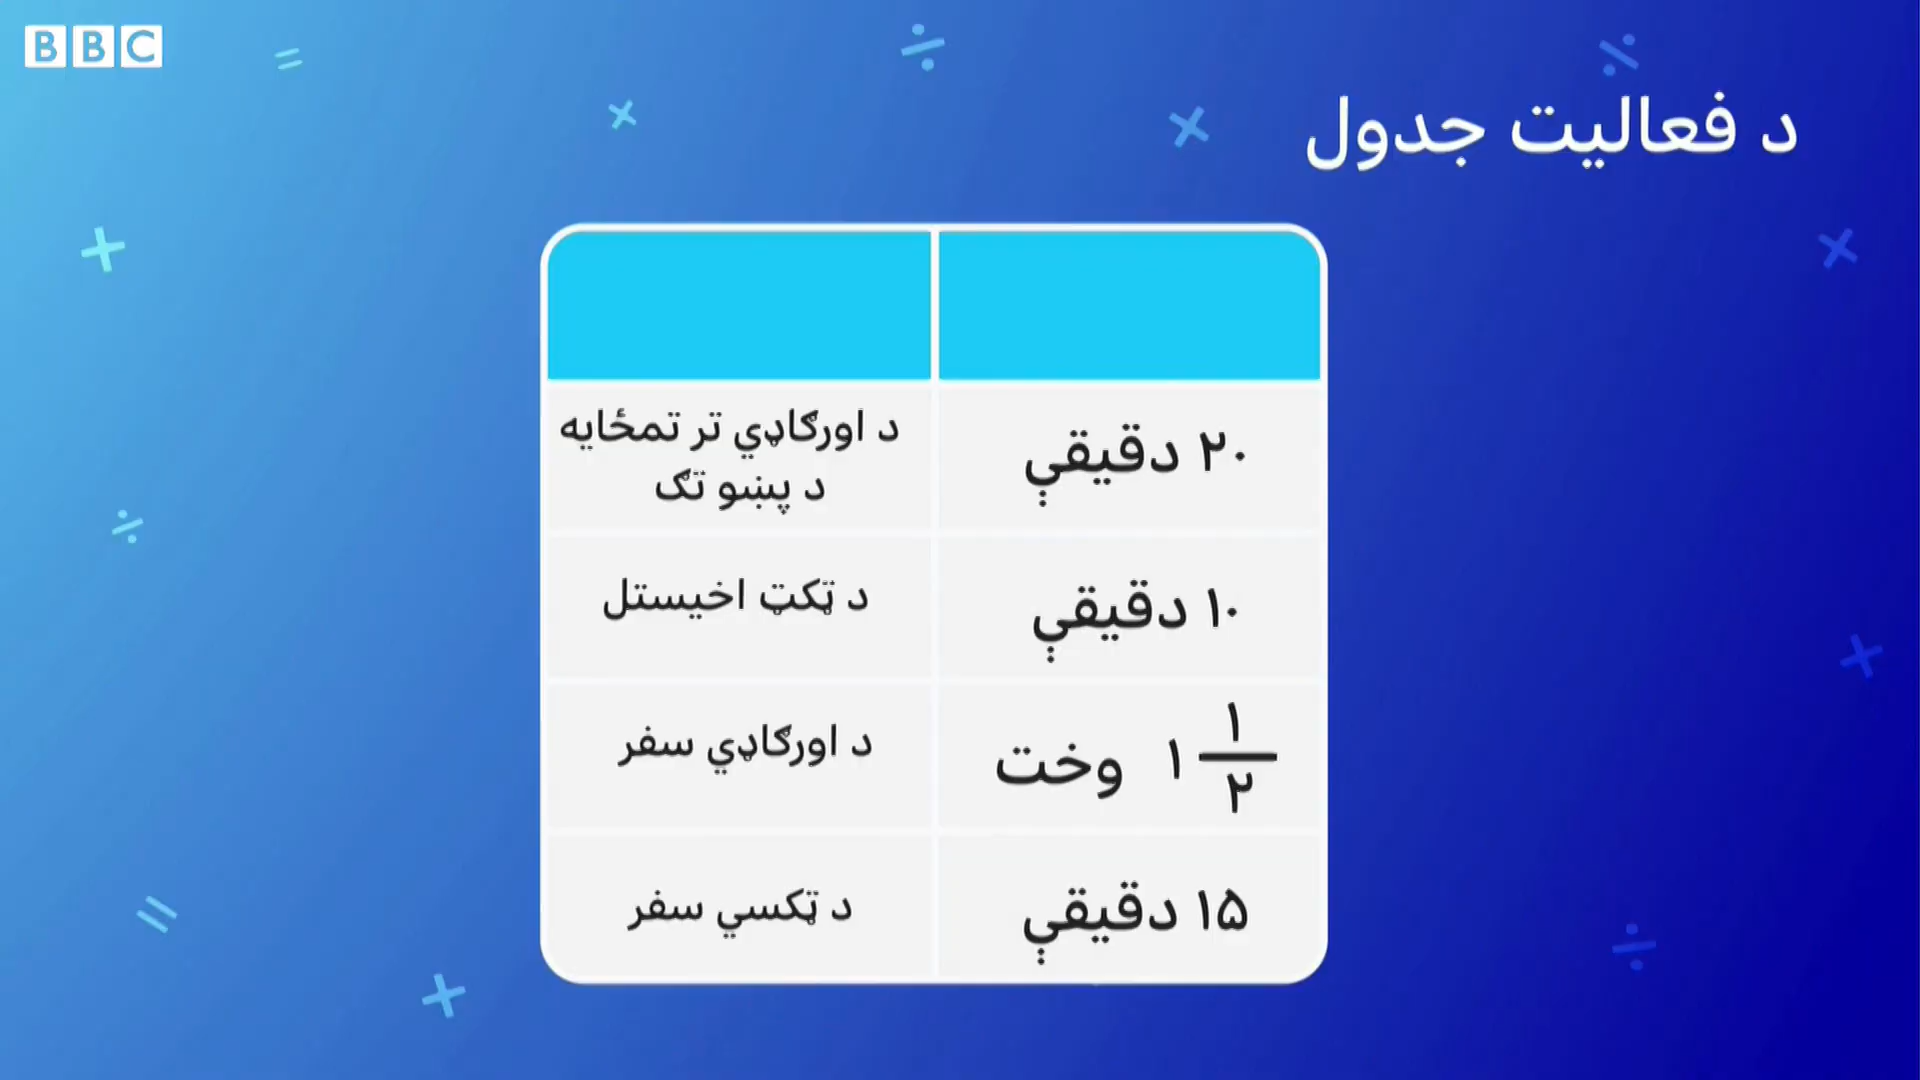 BBC
د فعالیت جدول
۲۰ دقیقې
د اورګاډي تر تمځایه
د پښو تګ
۱۰ دقیقې
د ټکټ اخیستل
۱ ۱/۲ وخت
د اورګاډي سفر
۱۵ دقیقې
د ټکسي سفر